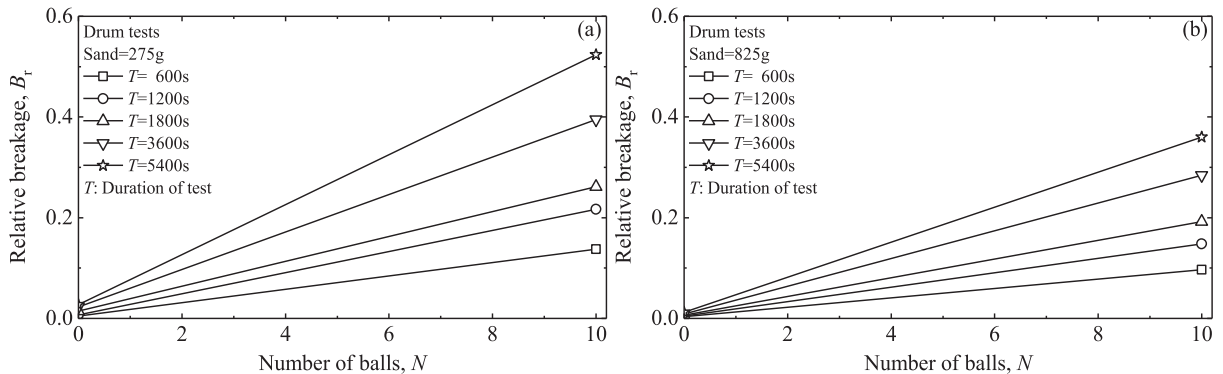 (a)
Drum tests
Sand=275g
T= 600s
T=1200s
T=1800s
T=3600s
T=5400s
T: Duration of test
Relative breakage, Br
0.6
0.4
0.2
0.0
0 2 4 6 8 10
Number of balls, N
(b)
Drum tests
Sand=825g
T= 600s
T=1200s
T=1800s
T=3600s
T=5400s
T: Duration of test
Relative breakage, Br
0.6
0.4
0.2
0.0
0 2 4 6 8 10
Number of balls, N